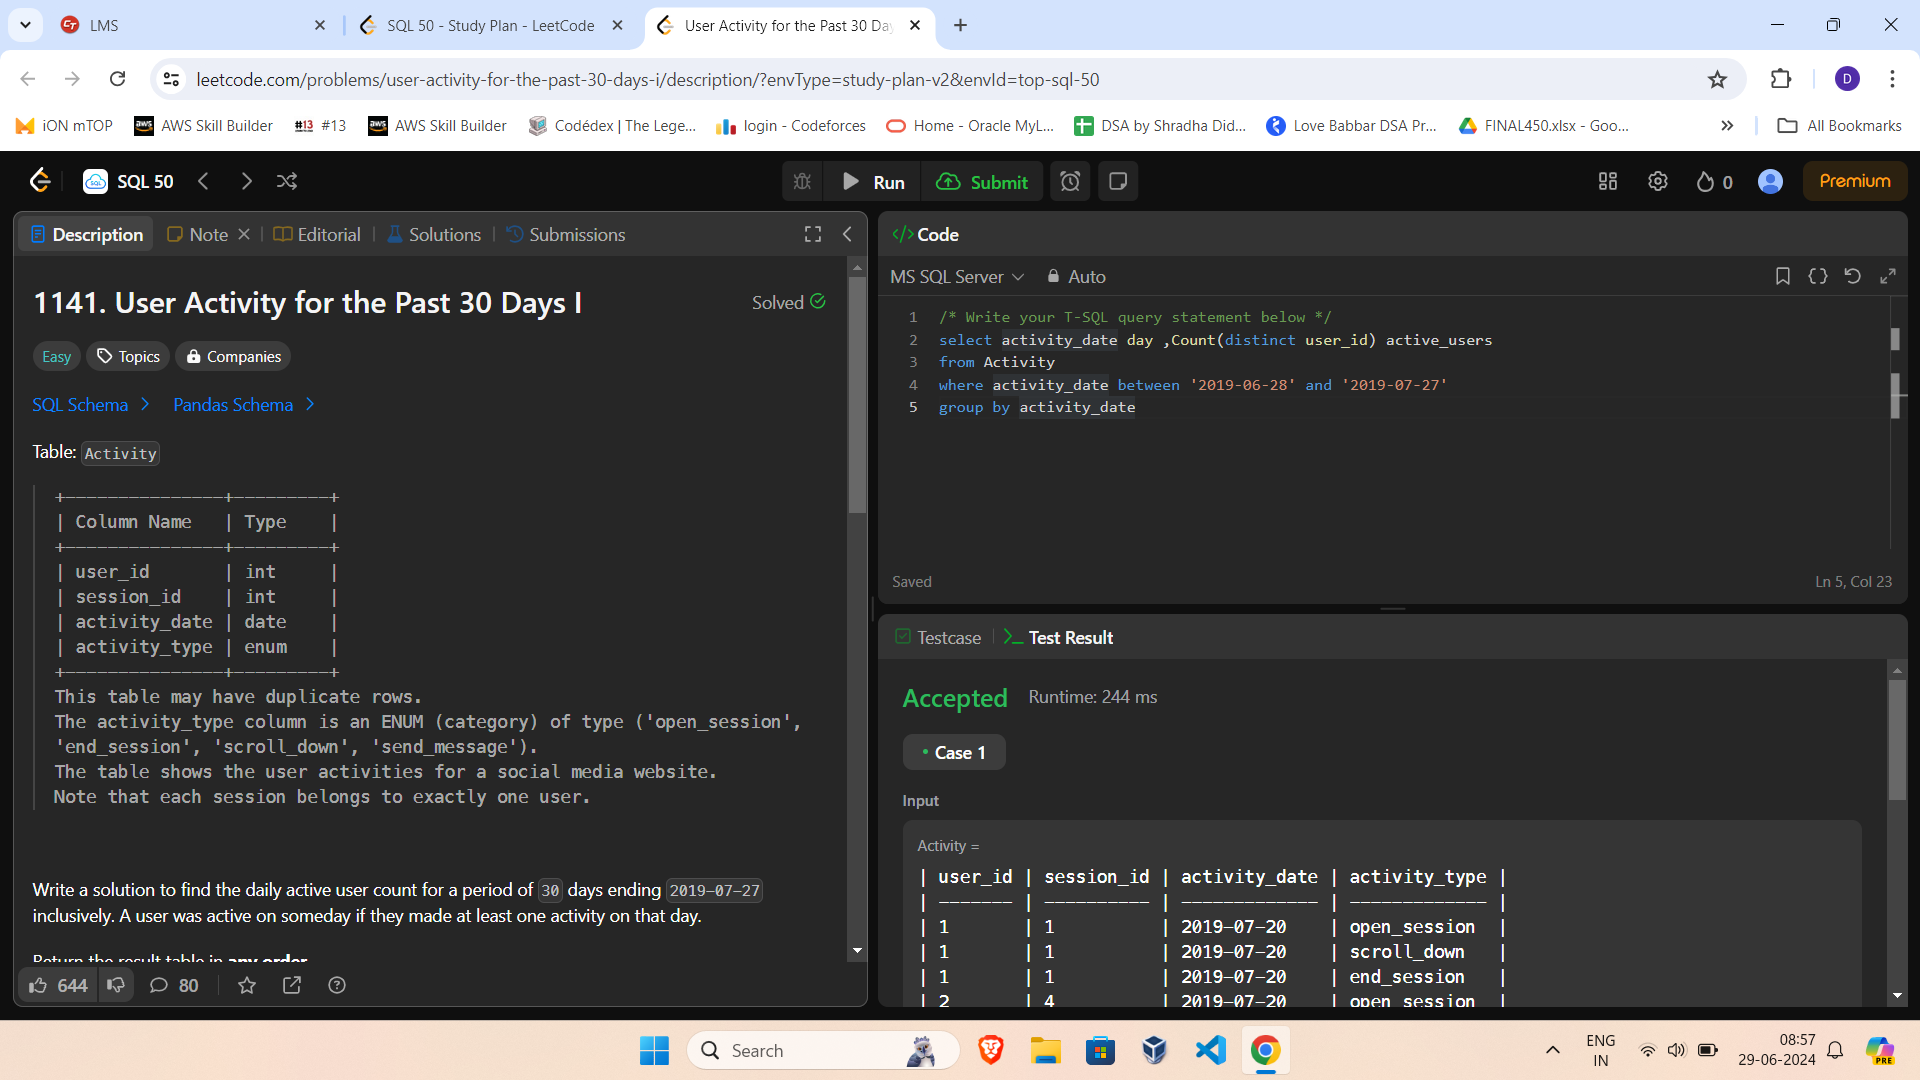 LMS
SQL 50 - Study Plan - LeetCode
User Activity for the Past 30 Da
leetcode.com/problems/user-activity-for-the-past-30-days-i/description/?envType=study-plan-v2&envId=top-sql-50
D
iON mTOP
AWS Skill Builder
#13 #13
AWS Skill Builder
Codédex | The Lege...
login - Codeforces
Home - Oracle MyL...
DSA by Shradha Did...
Love Babbar DSA Pr...
FINAL450.xlsx - Goo...
All Bookmarks
SQL 50
Run
Submit
0
Premium
Description
Note
Editorial
Solutions
Submissions
1141. User Activity for the Past 30 Days I
Solved
Easy
Topics
Companies
SQL Schema
Pandas Schema
Table: Activity
+---------------+---------+
| Column Name   | Type    |
+---------------+---------+
| user_id       | int     |
| session_id    | int     |
| activity_date | date    |
| activity_type | enum    |
+---------------+---------+
This table may have duplicate rows.
The activity_type column is an ENUM (category) of type ('open_session',
'end_session', 'scroll_down', 'send_message').
The table shows the user activities for a social media website.
Note that each session belongs to exactly one user.
Write a solution to find the daily active user count for a period of 30 days ending 2019-07-27
inclusively. A user was active on someday if they made at least one activity on that day.
Return the result table in any order.
644
80
Code
MS SQL Server
Auto
1 /* Write your T-SQL query statement below */
2 select activity_date day ,Count(distinct user_id) active_users
3 from Activity
4 where activity_date between '2019-06-28' and '2019-07-27'
5 group by activity_date
Saved
Ln 5, Col 23
Testcase
Test Result
Accepted
Runtime: 244 ms
Case 1
Input
Activity =
| user_id | session_id | activity_date | activity_type |
| ------- | ---------- | ------------- | ------------- |
| 1       | 1          | 2019-07-20    | open_session  |
| 1       | 1          | 2019-07-20    | scroll_down   |
| 1       | 1          | 2019-07-20    | end_session   |
| 2       | 4          | 2019-07-20    | open_session  |
Search
ENG
IN
08:57
29-06-2024
PRE